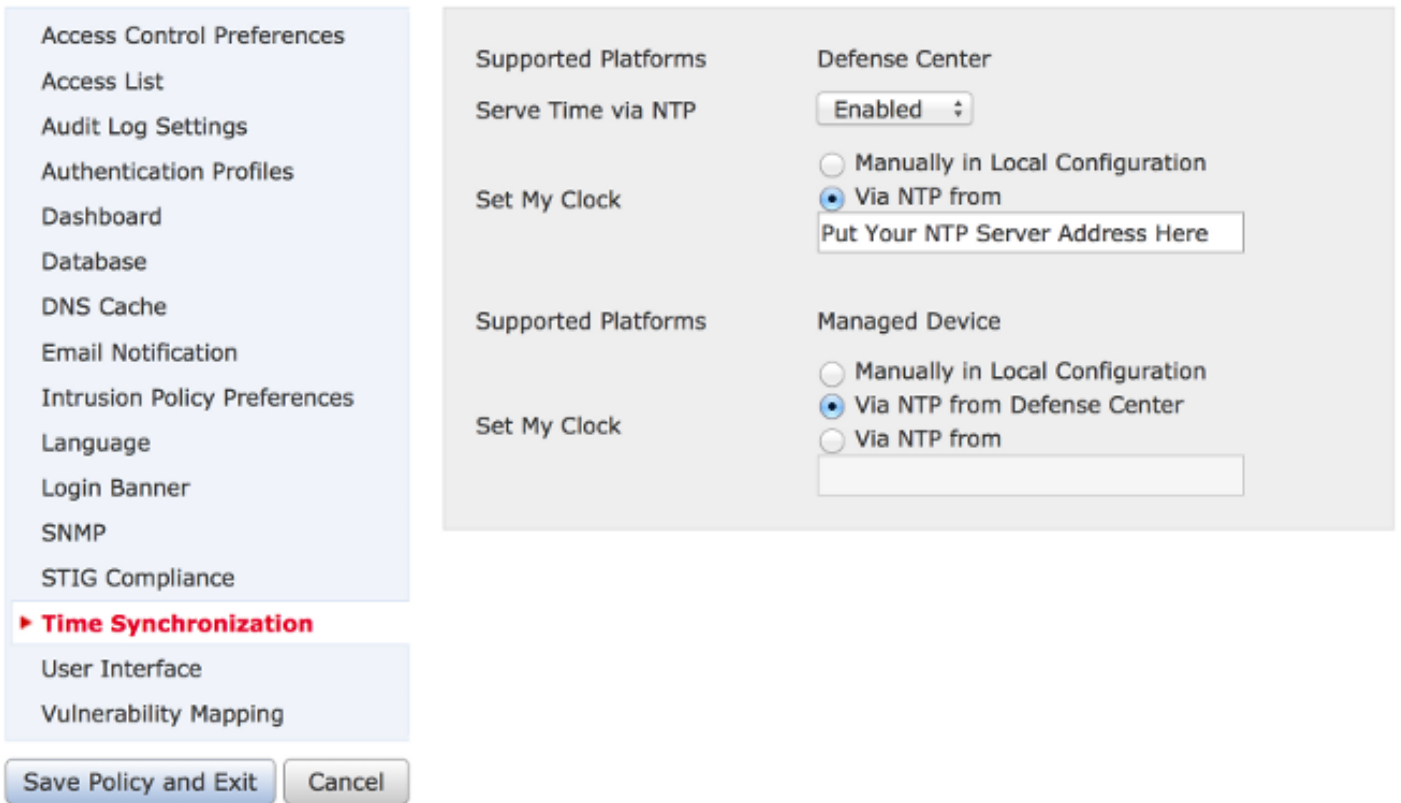 Access Control Preferences
Access List
Audit Log Settings
Authentication Profiles
Dashboard
Database
DNS Cache
Email Notification
Intrusion Policy Preferences
Language
Login Banner
SNMP
STIG Compliance
Time Synchronization
User Interface
Vulnerability Mapping
Save Policy and Exit Cancel
Supported Platforms Defense Center
Serve Time via NTP Enabled
Set My Clock
Manually in Local Configuration
Via NTP from
Put Your NTP Server Address Here
Supported Platforms Managed Device
Set My Clock
Manually in Local Configuration
Via NTP from Defense Center
Via NTP from